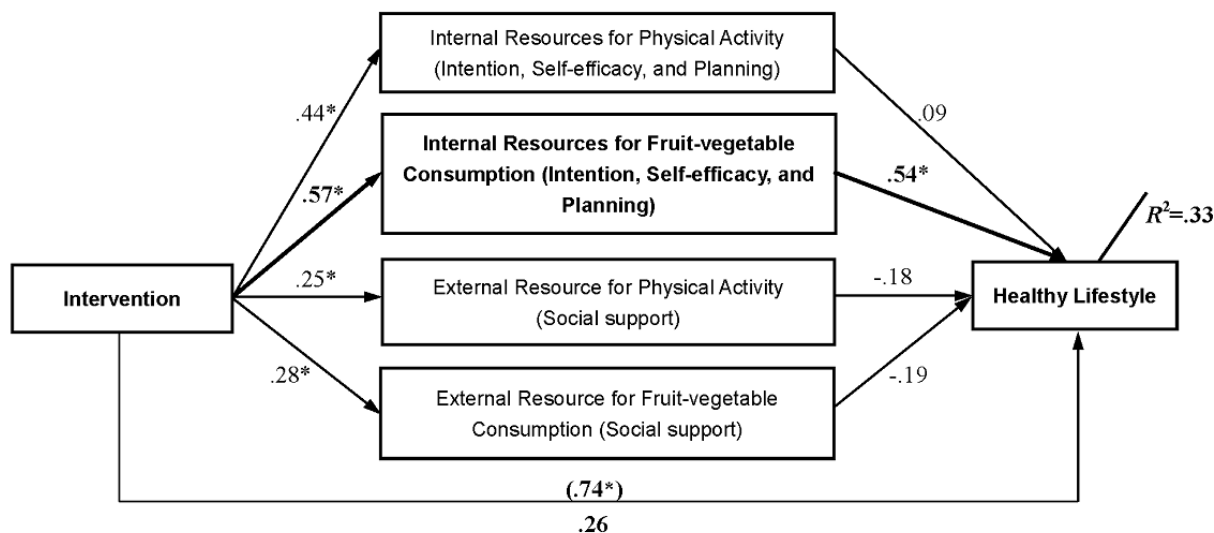 Internal Resources for Physical Activity
(Intention, Self-efficacy, and Planning)
.44*
.09
Internal Resources for Fruit-vegetable
Consumption (Intention, Self-efficacy, and
Planning)
.57*
.54*
R²=.33
Intervention
.25*
External Resource for Physical Activity
(Social support)
-.18
Healthy Lifestyle
.28*
External Resource for Fruit-vegetable
Consumption (Social support)
-.19
(.74*)
.26